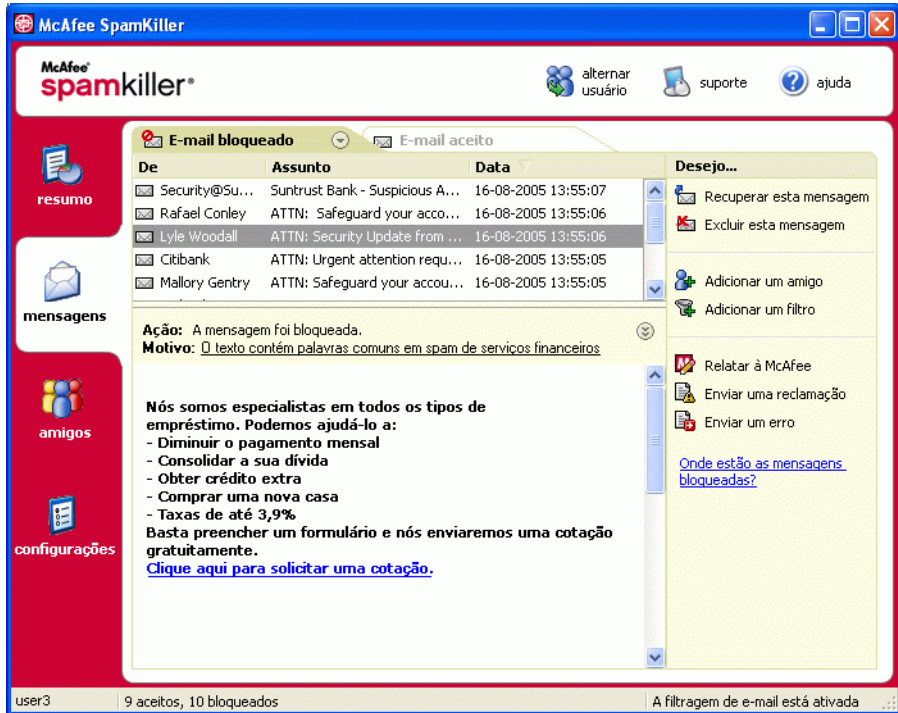 McAfee SpamKiller
McAfee®
spamkiller®
alternar
usuário
suporte
ajuda
resumo
mensagens
amigos
configurações
E-mail bloqueado
E-mail aceito
De Assunto Data
Security@Su... Suntrust Bank - Suspicious A... 16-08-2005 13:55:07
Rafael Conley ATTN: Safeguard your acco... 16-08-2005 13:55:06
Lyle Woodall ATTN: Security Update from ... 16-08-2005 13:55:06
Citibank ATTN: Urgent attention requ... 16-08-2005 13:55:05
Mallory Gentry ATTN: Safeguard your accou... 16-08-2005 13:55:05
Ação: A mensagem foi bloqueada.
Motivo: O texto contém palavras comuns em spam de serviços financeiros
Nós somos especialistas em todos os tipos de
empréstimo. Podemos ajudá-lo a:
- Diminuir o pagamento mensal
- Consolidar a sua dívida
- Obter crédito extra
- Comprar uma nova casa
- Taxas de até 3,9%
Basta preencher um formulário e nós enviaremos uma cotação
gratuitamente.
Clique aqui para solicitar uma cotação.
Desejo...
Recuperar esta mensagem
Excluir esta mensagem
Adicionar um amigo
Adicionar um filtro
Relatar à McAfee
Enviar uma reclamação
Enviar um erro
Onde estão as mensagens
bloqueadas?
user3
9 aceitos, 10 bloqueados
A filtragem de e-mail está ativada